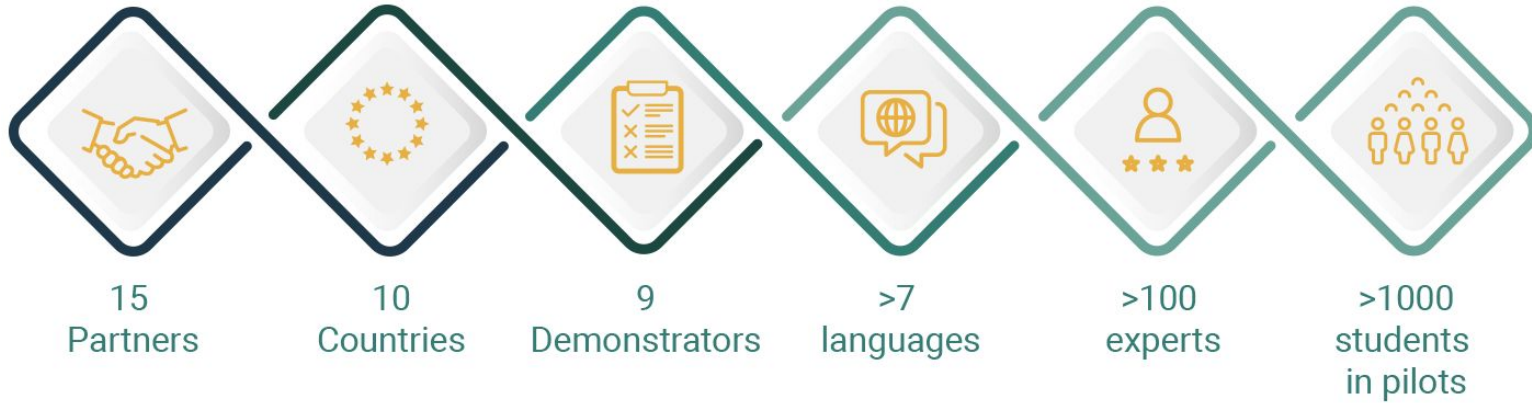 15
Partners
10
Countries
9
Demonstrators
>7
languages
>100
experts
>1000
students
in pilots